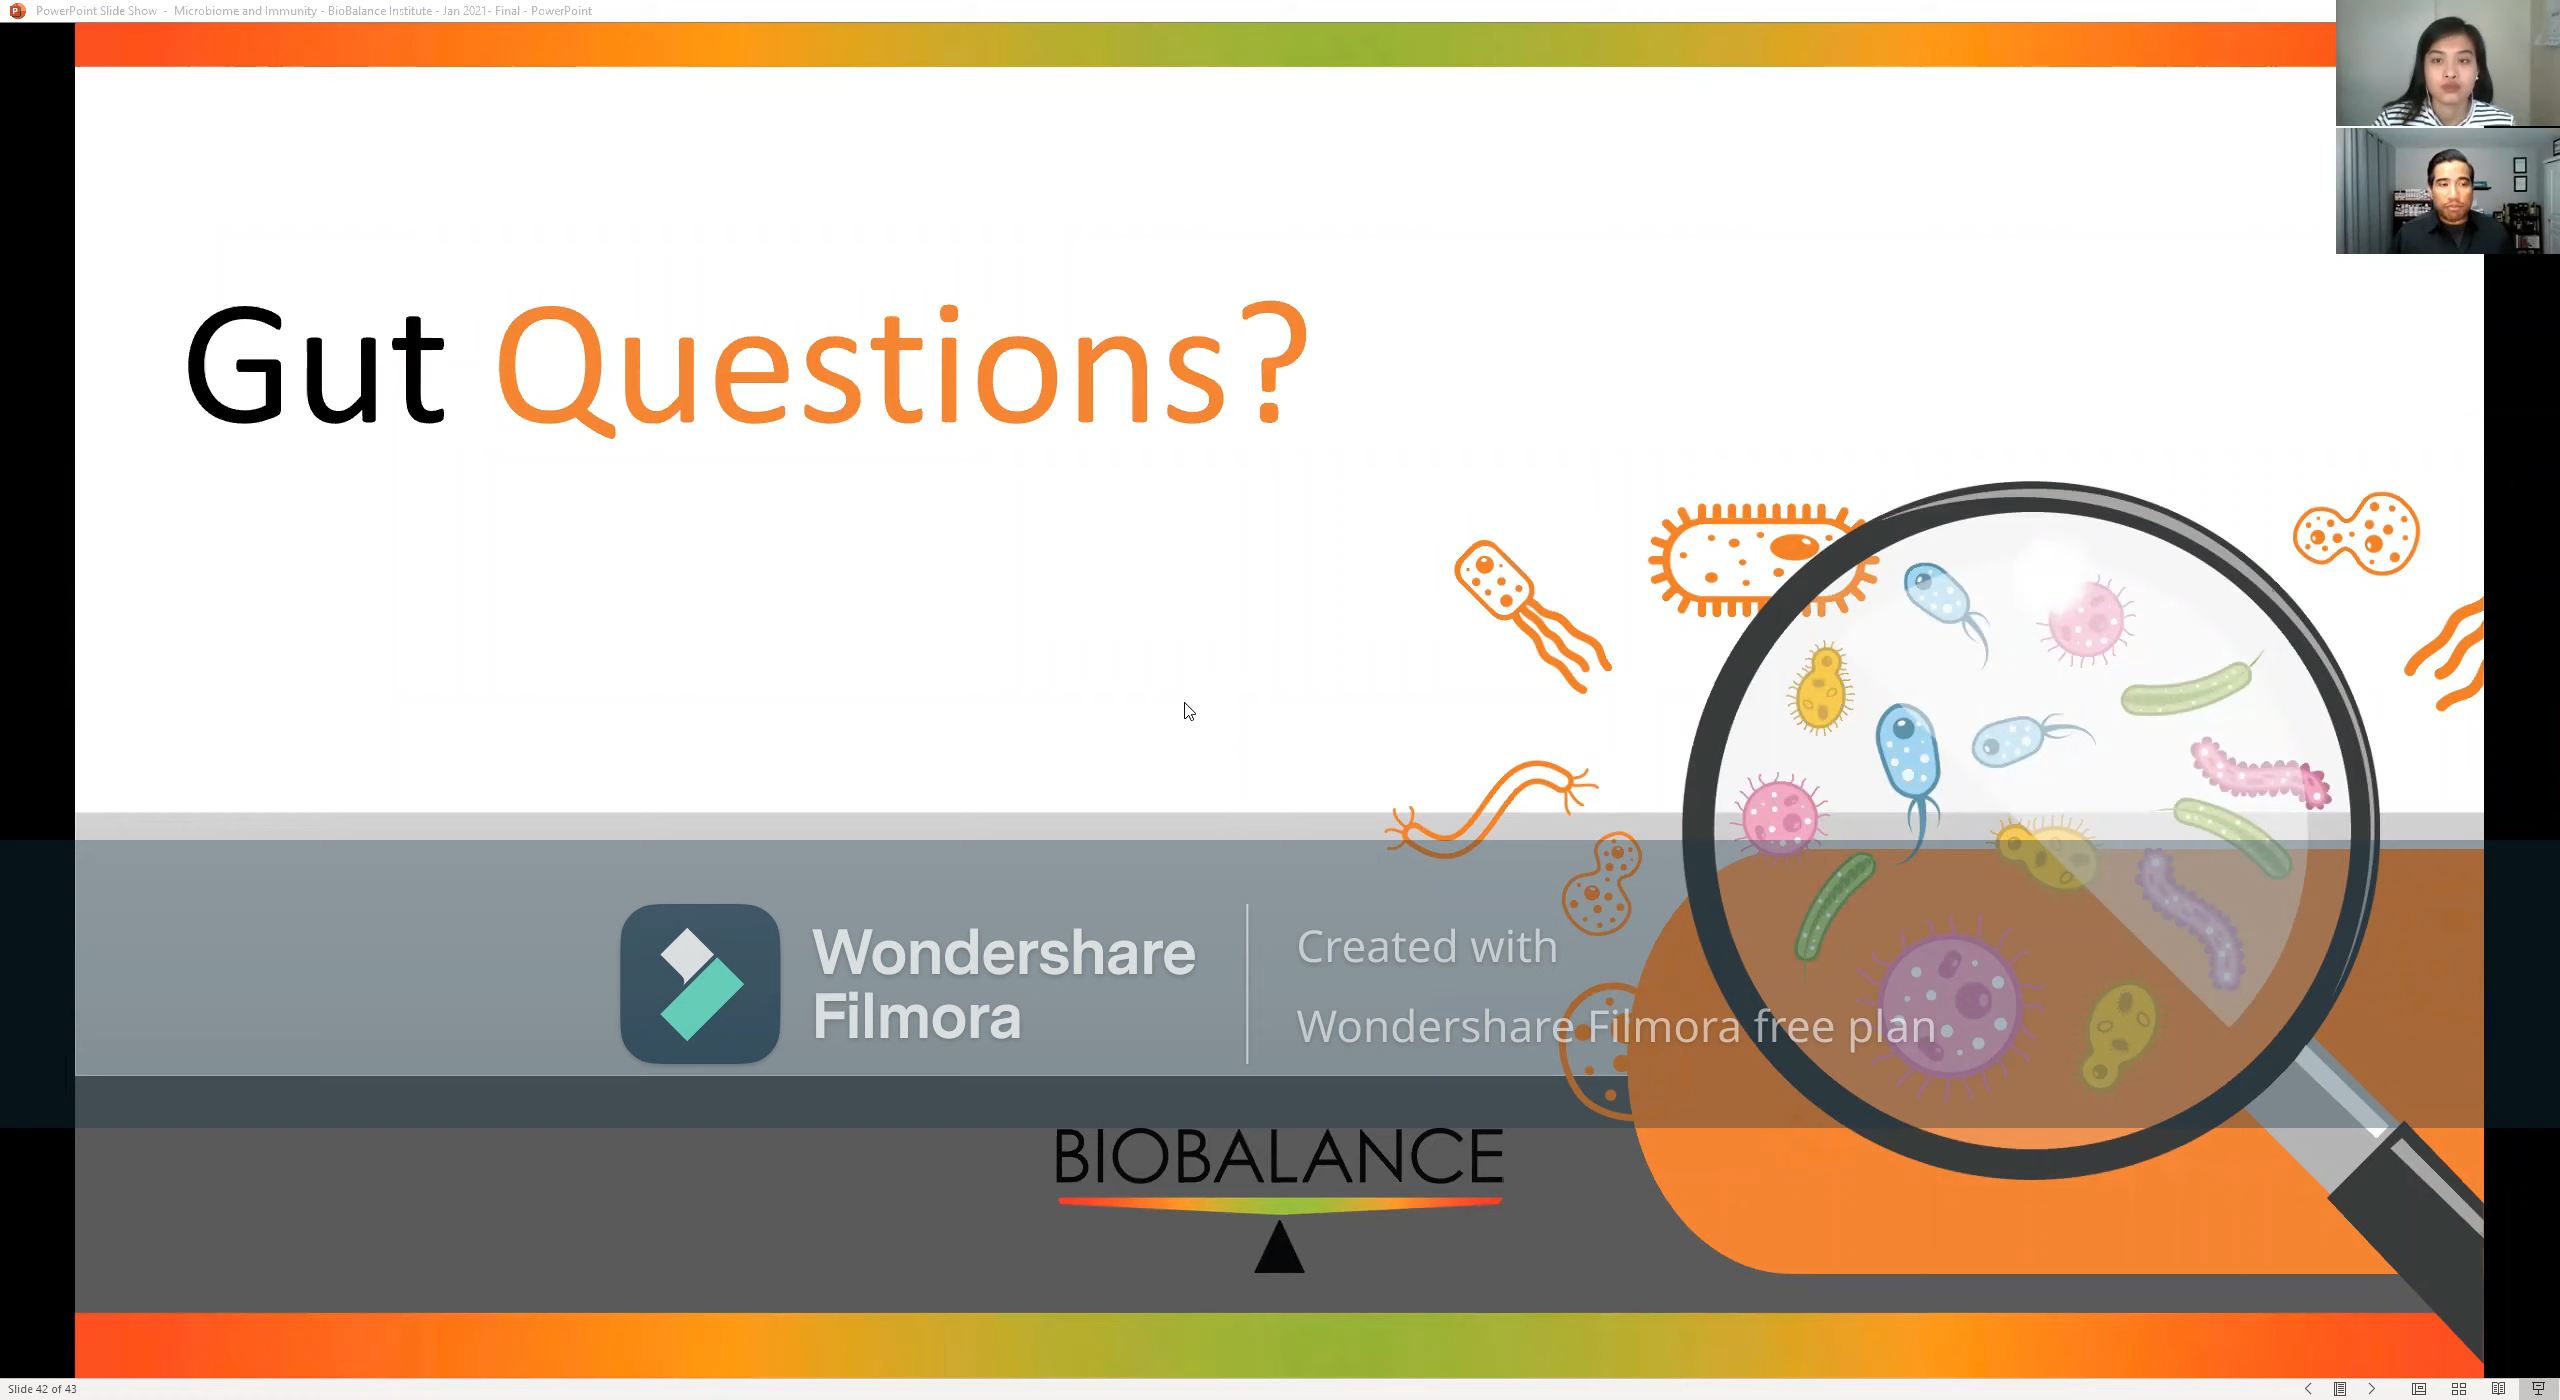 PowerPoint Slide Show - Microbiome and Immunity - BioBalance Institute - Jan 2021- Final - PowerPoint
Gut Questions?
Wondershare
Filmora
Created with
Wondershare Filmora free plan
BIOBALANCE
Slide 42 of 43